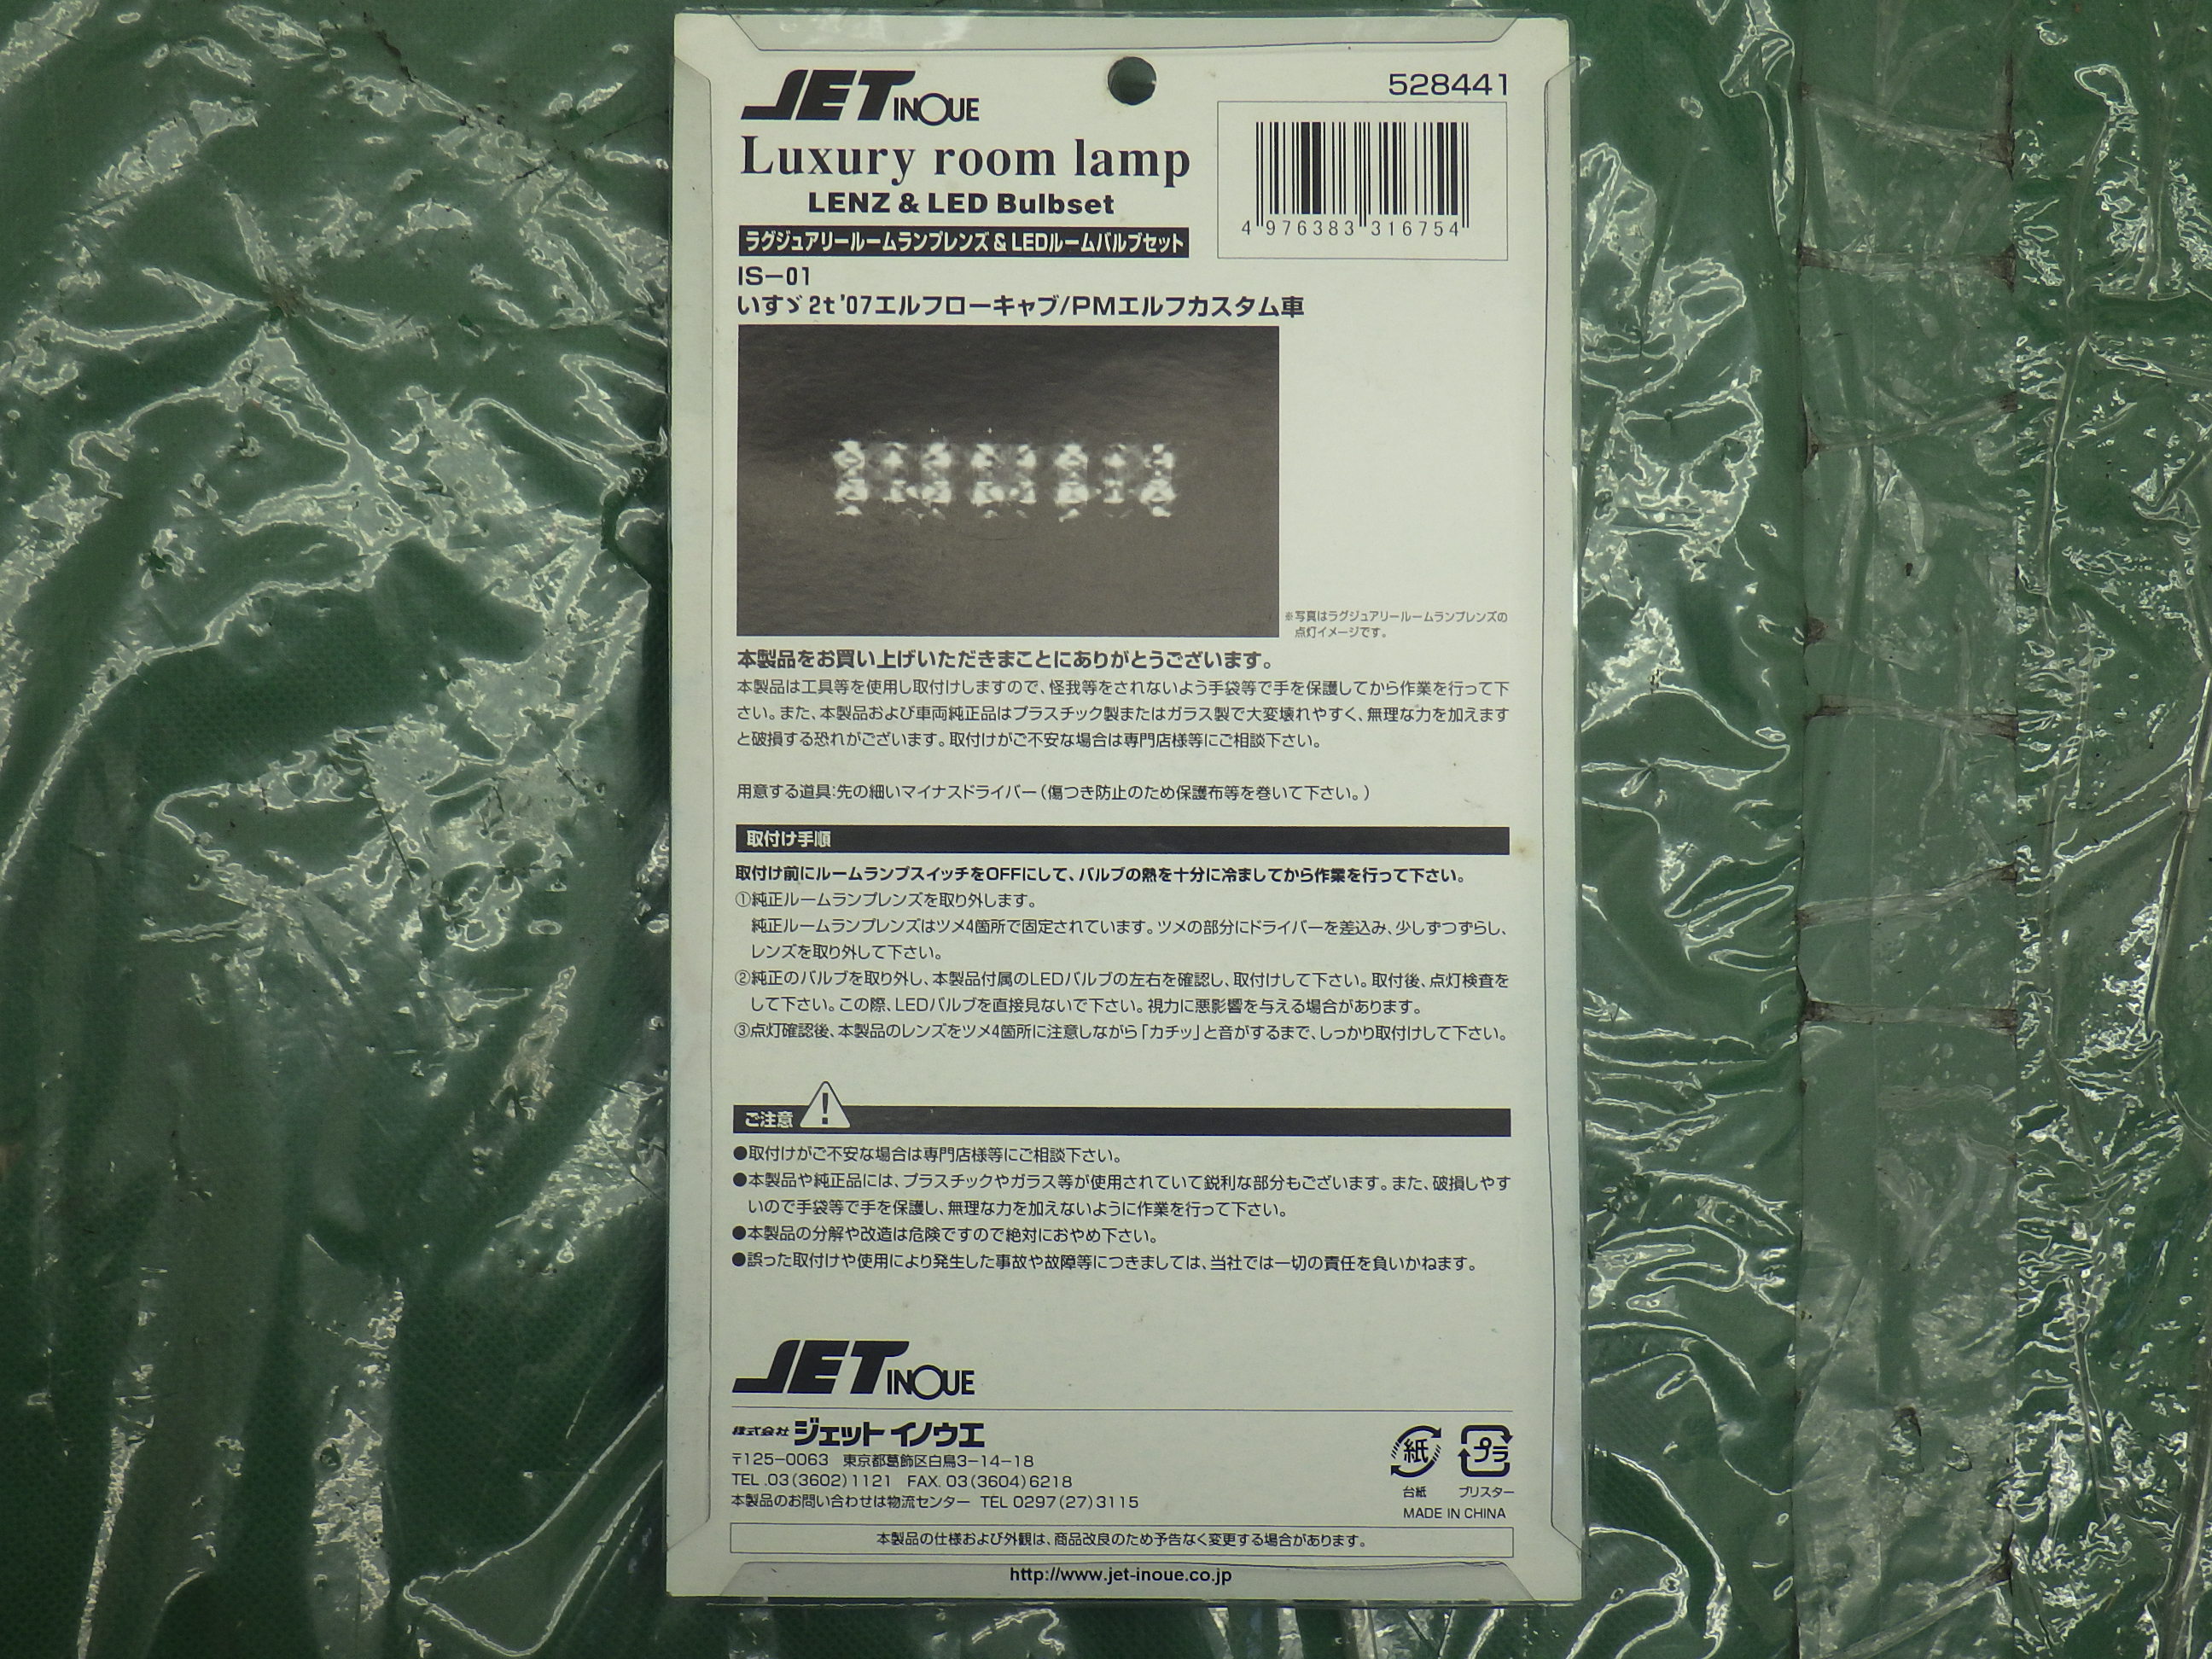 JET INOUE
528441
Luxury room lamp
LENZ & LED Bulbset
4 976383 316754
ラグジュアリールームランプレンズ & LEDルームバルブセット
IS-01
いすゞ 2t '07エルフローキャブ/PMエルフカスタム車
※写真はラグジュアリールームランプレンズの
点灯イメージです。
本製品をお買い上げいただきまことにありがとうございます。
本製品は工具等を使用し取付けしますので、怪我等をされないよう手袋等で手を保護してから作業を行って下
さい。また、本製品および車両純正品はプラスチック製またはガラス製で大変壊れやすく、無理な力を加えます
と破損する恐れがございます。取付けがご不安な場合は専門店様等にご相談下さい。
用意する道具:先の細いマイナスドライバー(傷つき防止のため保護布等を巻いて下さい。)
取付け手順
取付け前にルームランプスイッチをOFFにして、バルブの熱を十分に冷ましてから作業を行って下さい。
①純正ルームランプレンズを取り外します。
純正ルームランプレンズはツメ4箇所で固定されています。ツメの部分にドライバーを差込み、少しずつずらし、
レンズを取り外して下さい。
②純正のバルブを取り外し、本製品付属のLEDバルブの左右を確認し、取付けして下さい。取付後、点灯検査を
して下さい。この際、LEDバルブを直接見ないで下さい。視力に悪影響を与える場合があります。
③点灯確認後、本製品のレンズをツメ4箇所に注意しながら「カチッ」と音がするまで、しっかり取付けして下さい。
ご注意
●取付けがご不安な場合は専門店様等にご相談下さい。
●本製品や純正品には、プラスチックやガラス等が使用されていて鋭利な部分もございます。また、破損しやす
いので手袋等で手を保護し、無理な力を加えないように作業を行って下さい。
●本製品の分解や改造は危険ですので絶対におやめ下さい。
●誤った取付けや使用により発生した事故や故障等につきましては、当社では一切の責任を負いかねます。
JET INOUE
株式会社 ジェットイノウエ
〒125-0063 東京都葛飾区白鳥3-14-18
TEL.03(3602)1121 FAX.03(3604)6218
本製品のお問い合わせは物流センター TEL 0297(27)3115
紙 プラ
台紙 ブリスター
MADE IN CHINA
本製品の仕様および外観は、商品改良のため予告なく変更する場合があります。
http://www.jet-inoue.co.jp